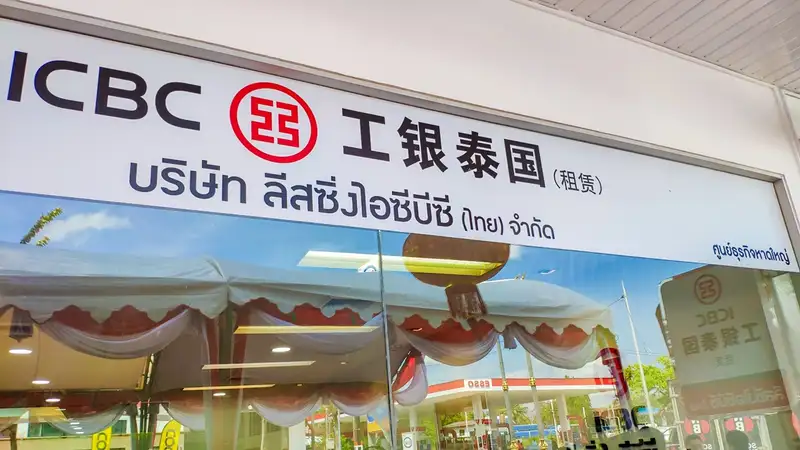 ICBC 工银泰国 (租赁)
บริษัท ลีสซิ่งไอซีบีซี (ไทย) จำกัด
ศูนย์ธุรกิจหาดใหญ่
ICBC
工银泰国
ESSO